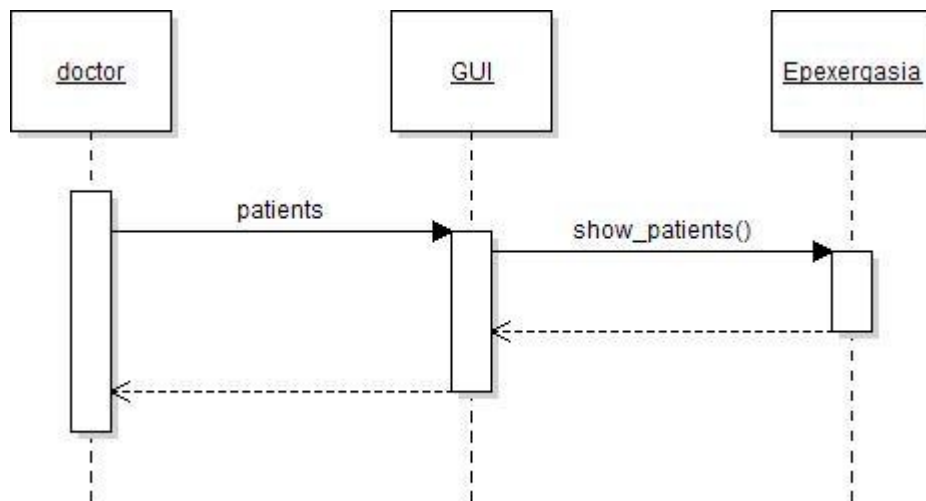 doctor
GUI
Epexergasia
patients
show_patients()